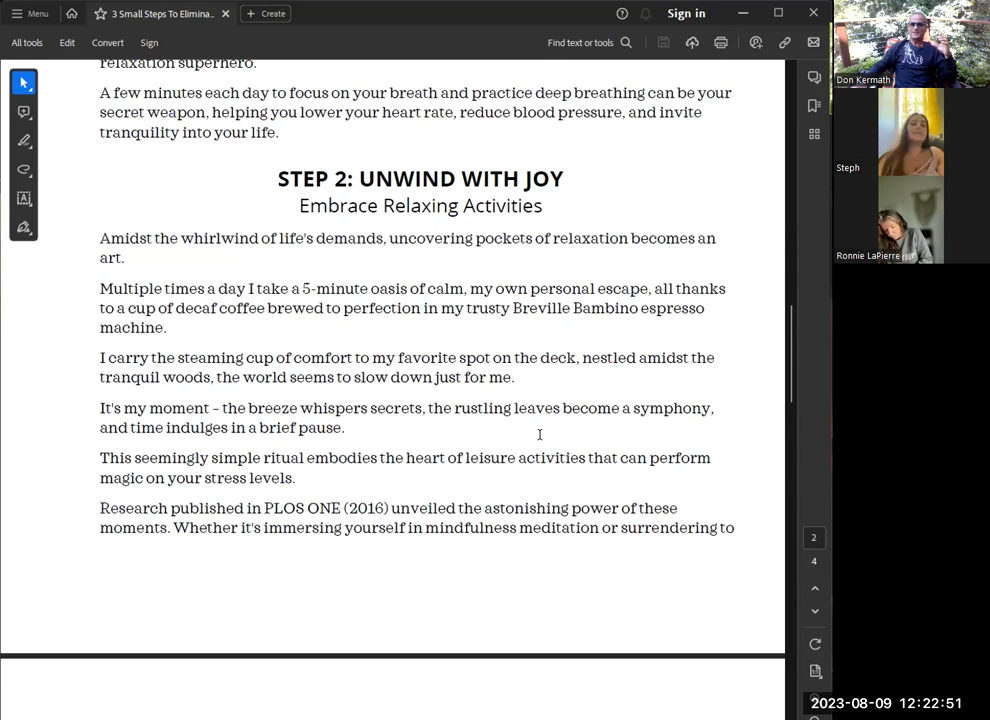 Menu
3 Small Steps To Elimina...
Create
Sign in
All tools
Edit
Convert
Sign
Find text or tools
relaxation superhero.
A few minutes each day to focus on your breath and practice deep breathing can be your
secret weapon, helping you lower your heart rate, reduce blood pressure, and invite
tranquility into your life.
STEP 2: UNWIND WITH JOY
Embrace Relaxing Activities
Amidst the whirlwind of life's demands, uncovering pockets of relaxation becomes an
art.
Multiple times a day I take a 5-minute oasis of calm, my own personal escape, all thanks
to a cup of decaf coffee brewed to perfection in my trusty Breville Bambino espresso
machine.
I carry the steaming cup of comfort to my favorite spot on the deck, nestled amidst the
tranquil woods, the world seems to slow down just for me.
It's my moment – the breeze whispers secrets, the rustling leaves become a symphony,
and time indulges in a brief pause.
This seemingly simple ritual embodies the heart of leisure activities that can perform
magic on your stress levels.
Research published in PLOS ONE (2016) unveiled the astonishing power of these
moments. Whether it's immersing yourself in mindfulness meditation or surrendering to
2
4
Don Kermath
Steph
Ronnie LaPierre
2023-08-09 12:22:51